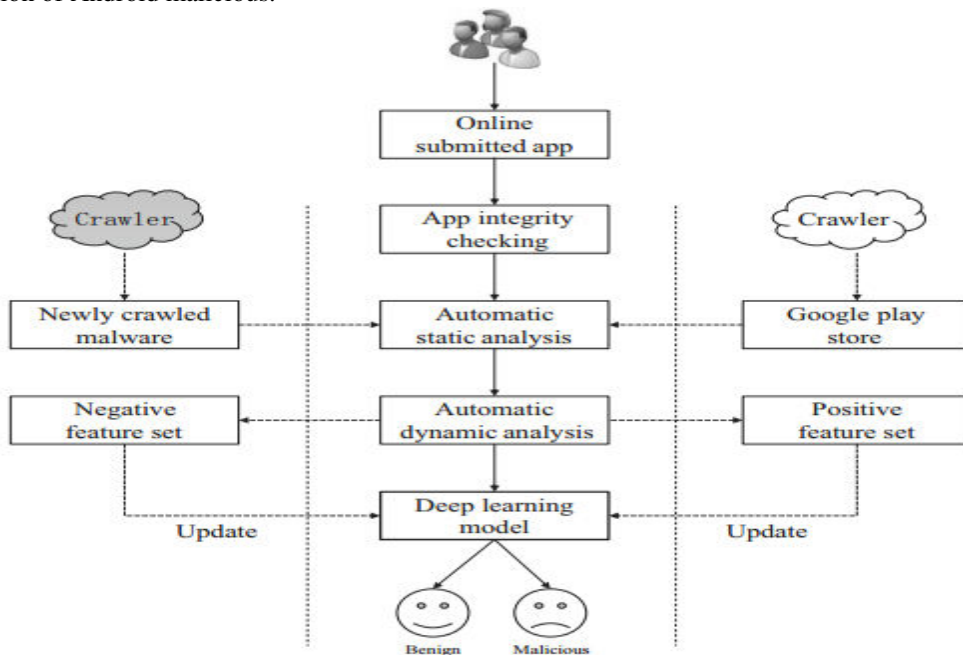 Online
submitted app
Crawler
App integrity
checking
Crawler
Newly crawled
malware
Automatic
static analysis
Google play
store
Negative
feature set
Automatic
dynamic analysis
Positive
feature set
Update
Deep learning
model
Update
Benign
Malicious